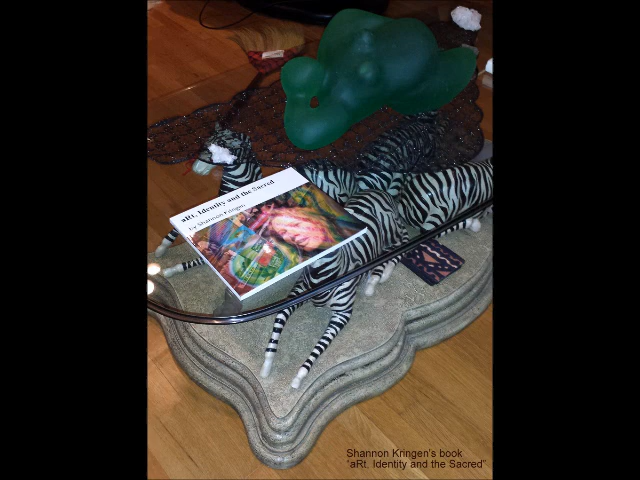 aRt, Identity and the Sacred
by Shannon Kringen
Shannon Kringen's book
"aRt. Identity and the Sacred"